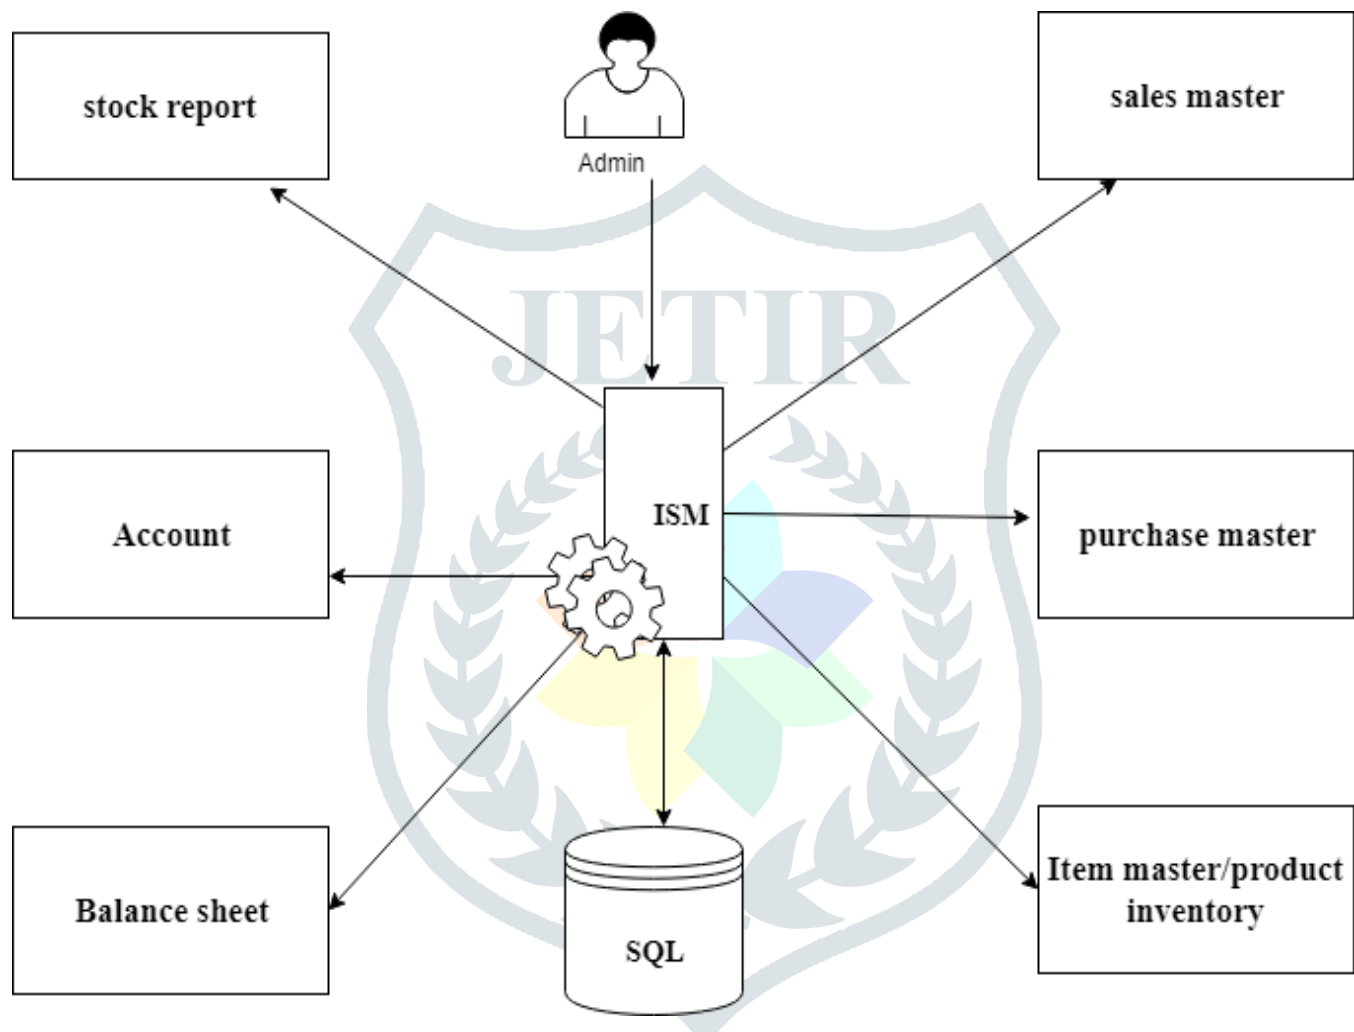 stock report
Admin
sales master
JETIR
Account
ISM
purchase master
Balance sheet
SQL
Item master/product
inventory